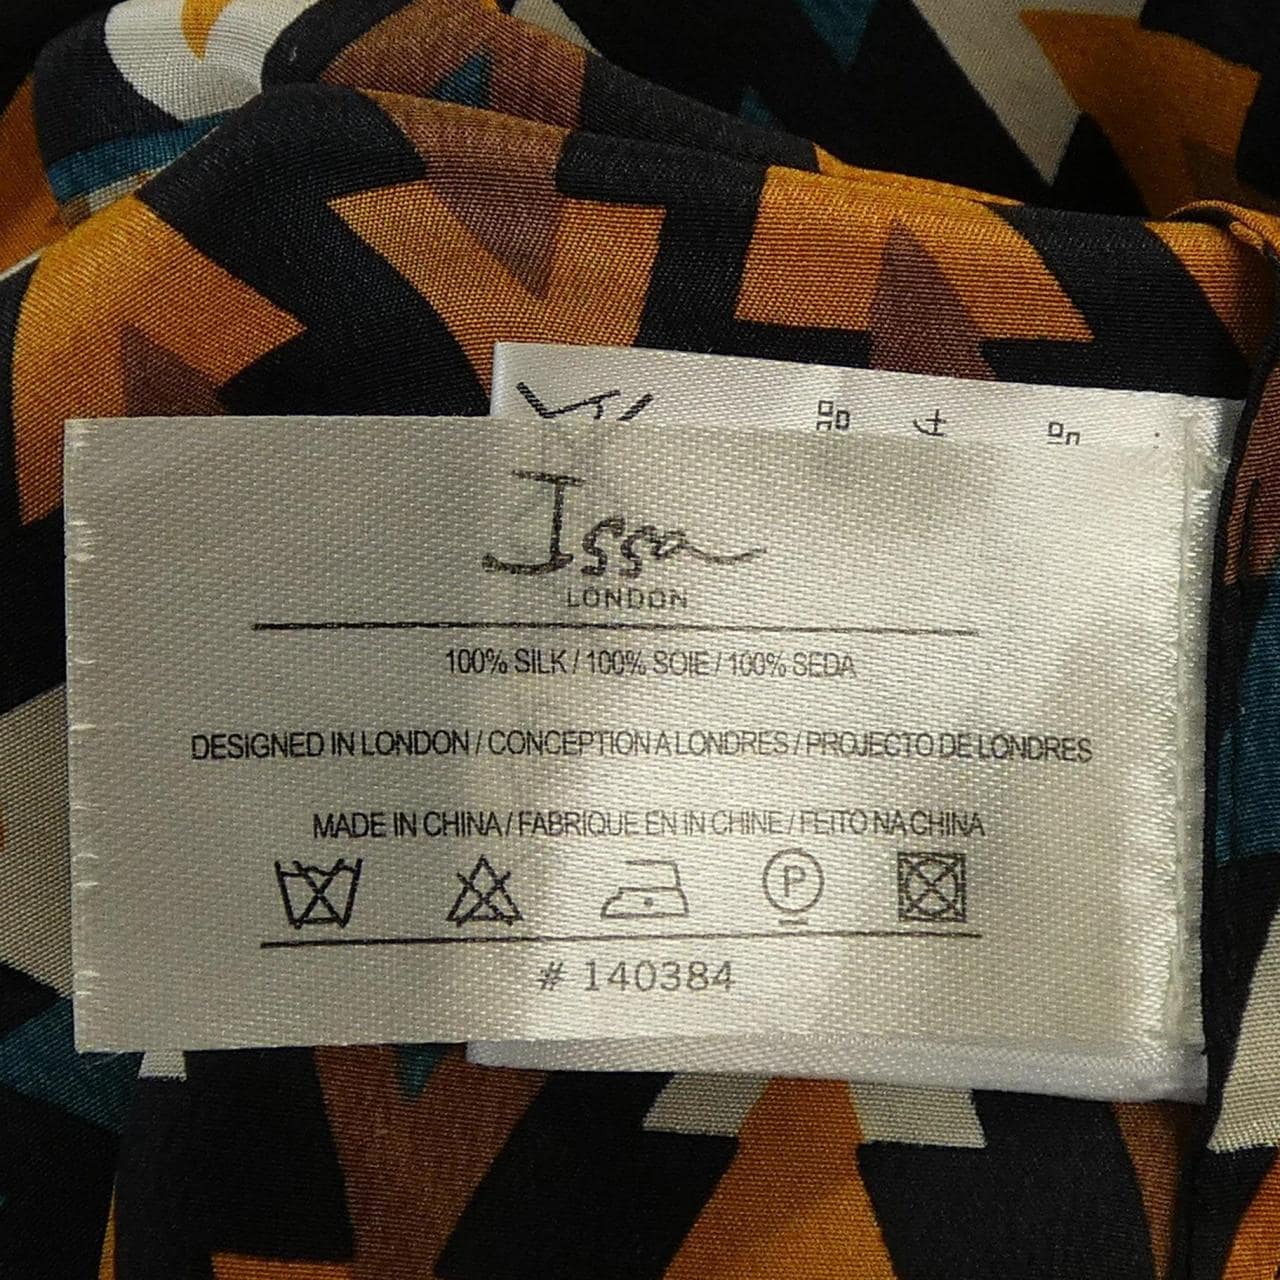 Issa
LONDON
100% SILK / 100% SOIE / 100% SEDA
DESIGNED IN LONDON / CONCEPTION A LONDRES / PROJECTO DE LONDRES
MADE IN CHINA / FABRIQUE EN IN CHINE / FEITO NA CHINA
P
# 140384